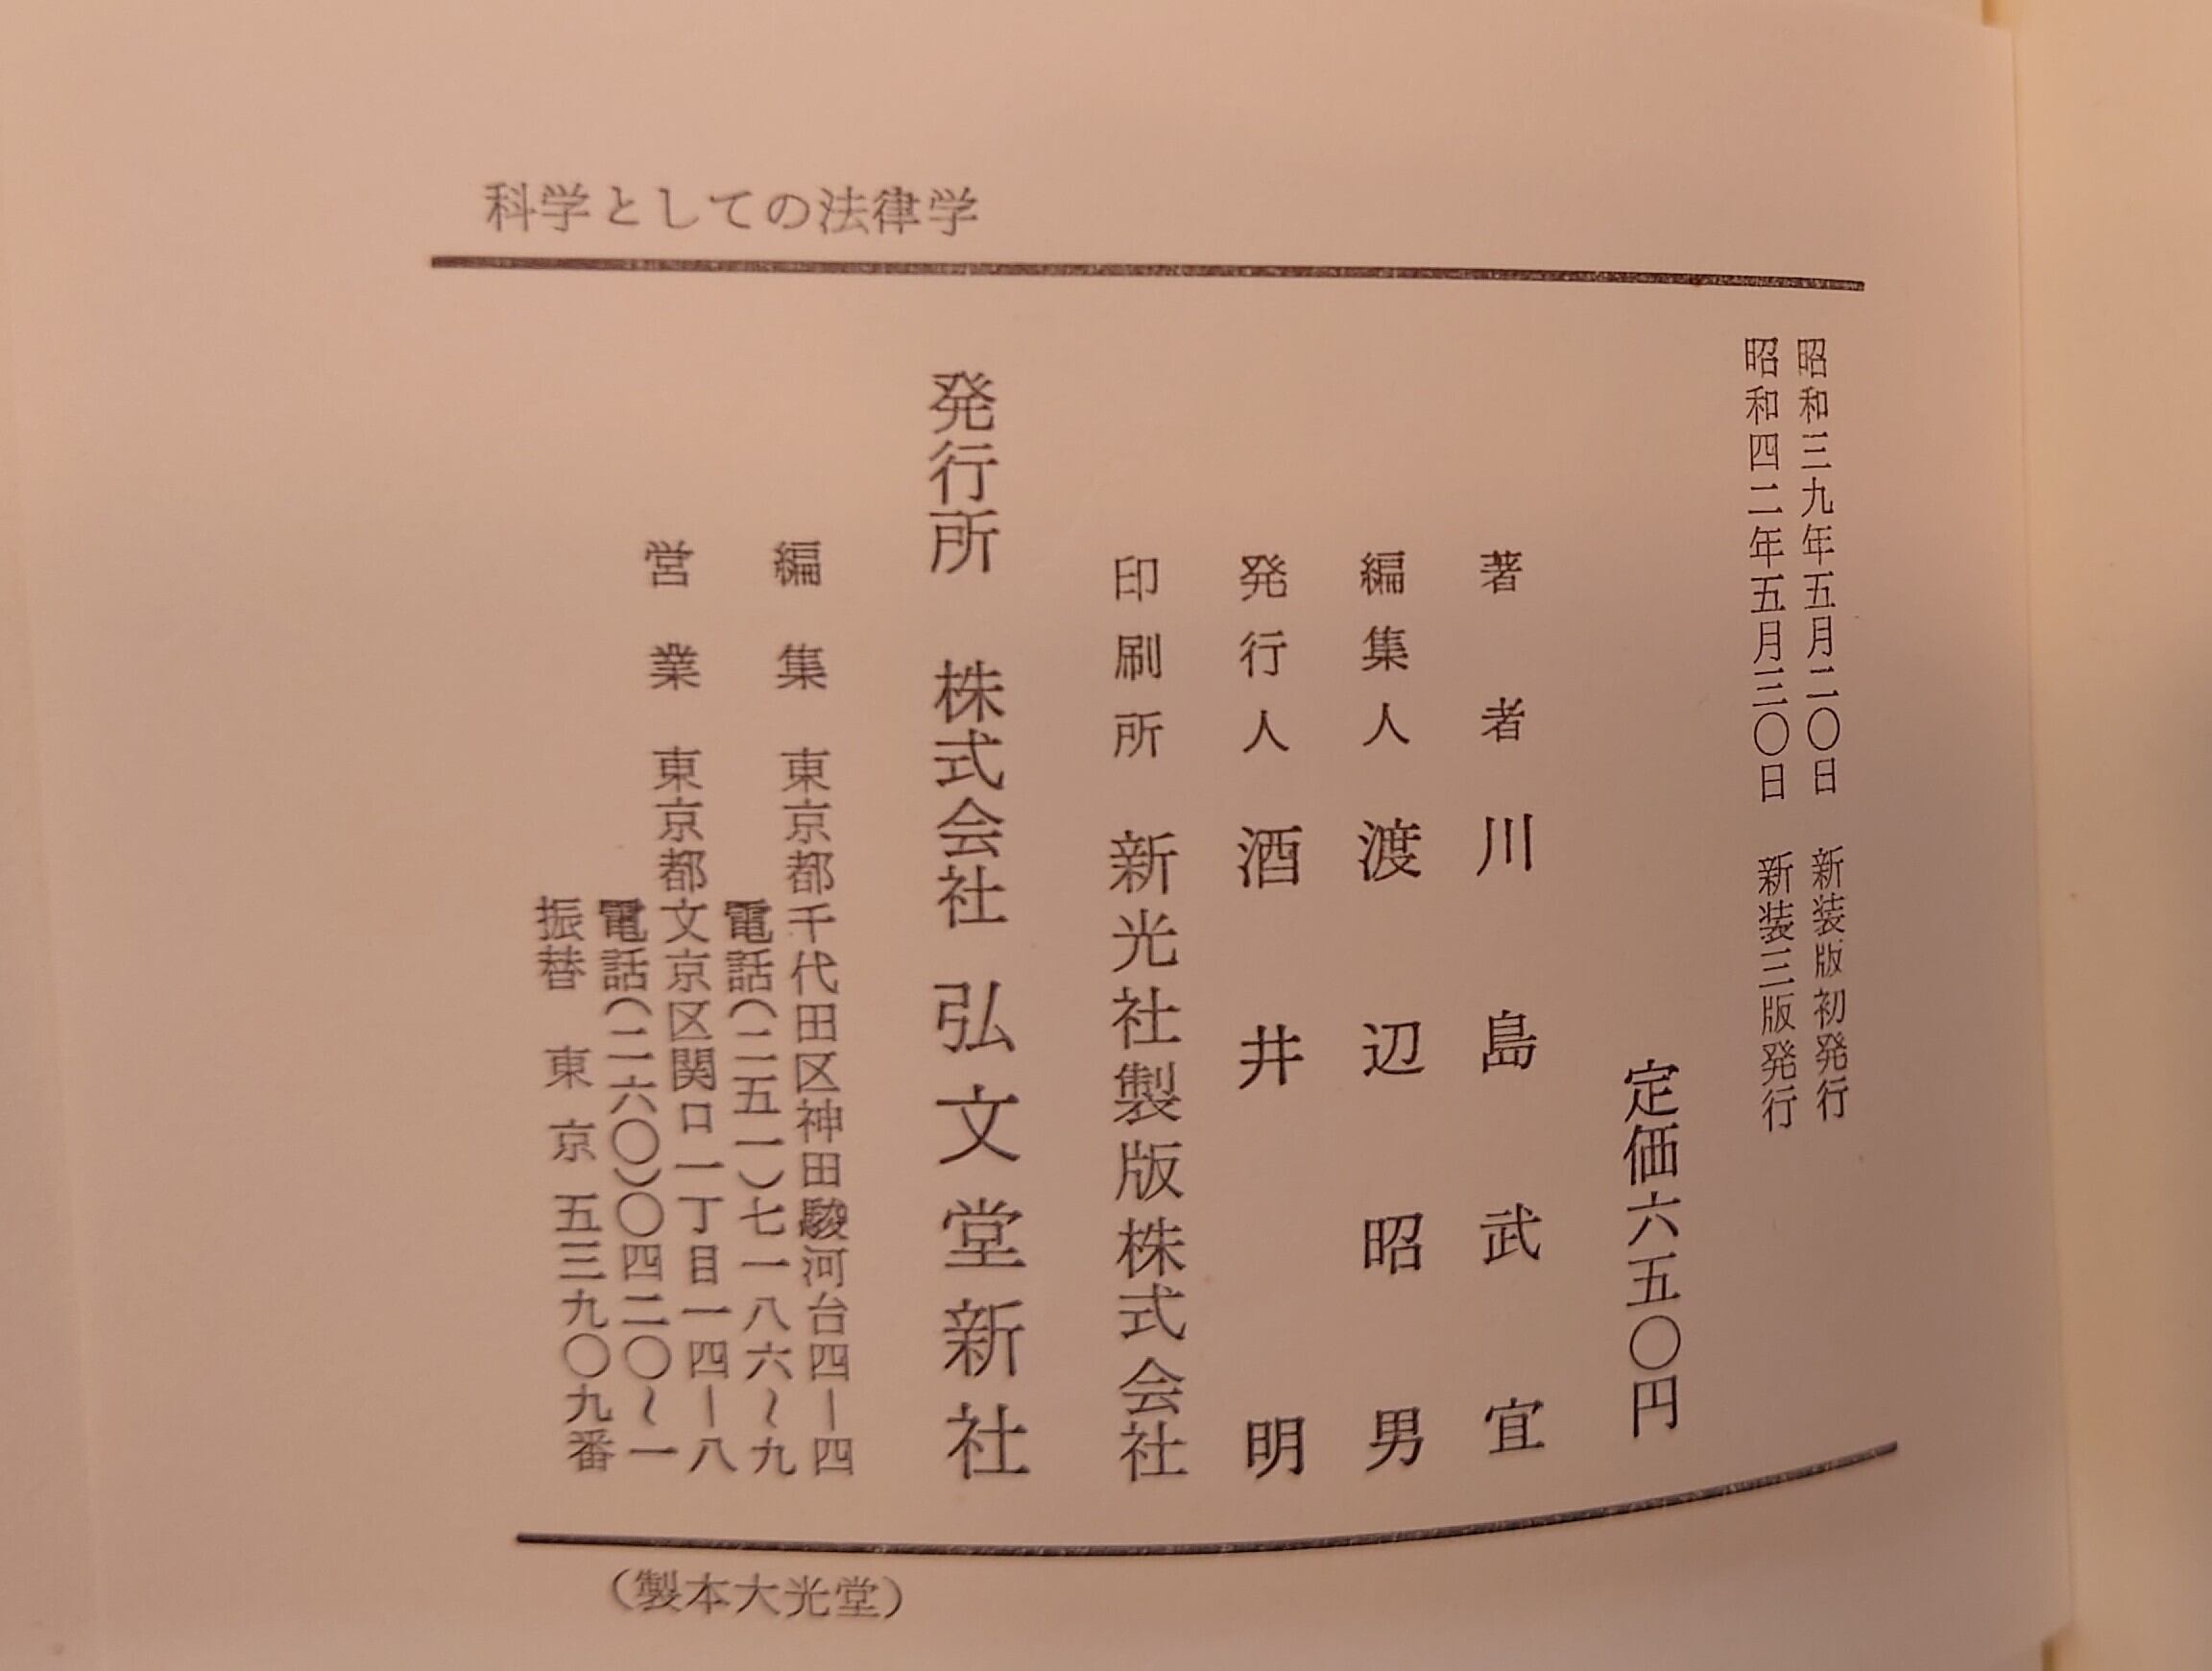 科学としての法律学
昭和三九年五月二〇日 新装版初発行
昭和四二年五月三〇日 新装三版発行
定価六五〇円
著者 川島武宜
編集人 渡辺昭男
発行人 酒井明
印刷所 新光社製版株式会社
発行所 株式会社 弘文堂新社
編集 東京都千代田区神田駿河台四ー四
電話(二五一)七一八六〜九
営業 東京都文京区関口一丁目一四ー八
電話(二六〇)〇四二〇〜一
振替 東京 五三九〇九番
(製本大光堂)